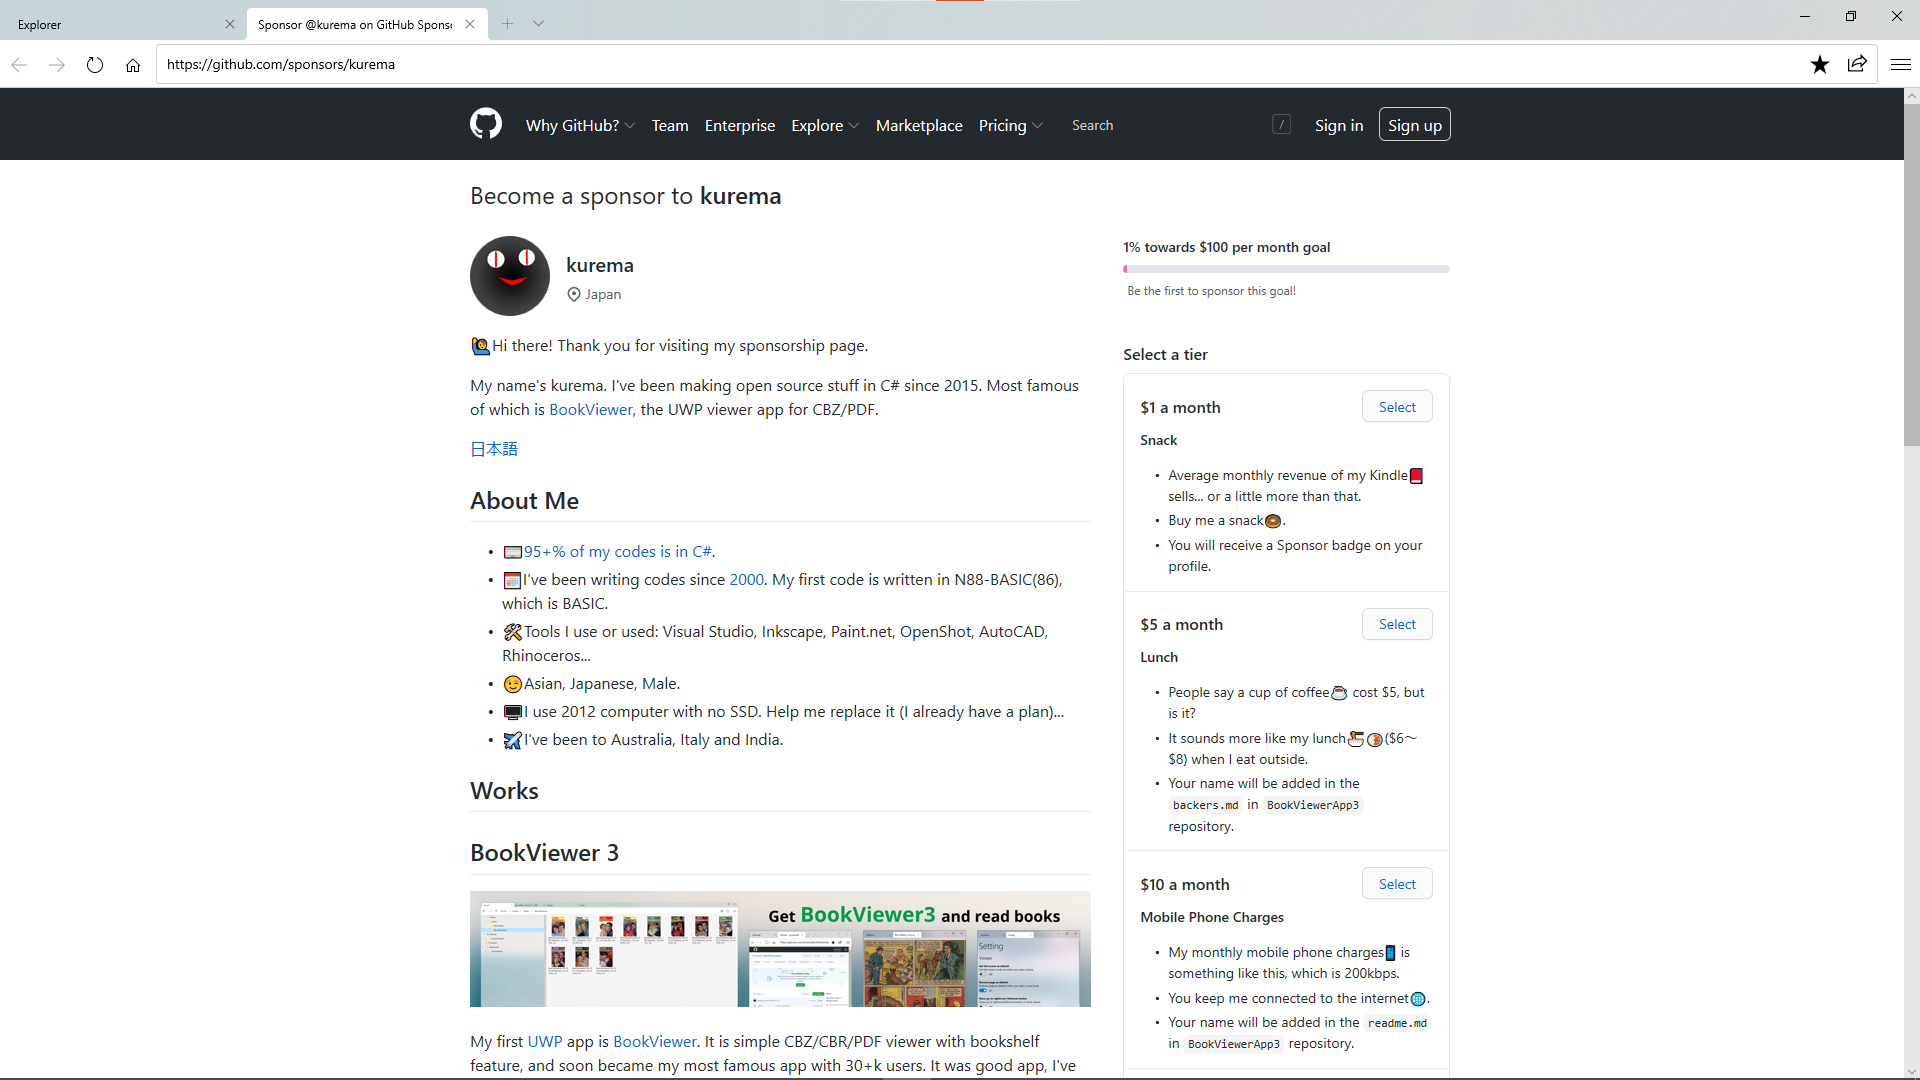 Explorer
Sponsor @kurema on GitHub Spons
https://github.com/sponsors/kurema
Why GitHub? Team Enterprise Explore Marketplace Pricing Search / Sign in Sign up
Become a sponsor to kurema
kurema
Japan
Hi there! Thank you for visiting my sponsorship page.
My name's kurema. I've been making open source stuff in C# since 2015. Most famous
of which is BookViewer, the UWP viewer app for CBZ/PDF.
日本語
About Me
95+% of my codes is in C#.
I've been writing codes since 2000. My first code is written in N88-BASIC(86),
which is BASIC.
Tools I use or used: Visual Studio, Inkscape, Paint.net, OpenShot, AutoCAD,
Rhinoceros...
Asian, Japanese, Male.
I use 2012 computer with no SSD. Help me replace it (I already have a plan)...
I've been to Australia, Italy and India.
Works
BookViewer 3
Get BookViewer3 and read books
Setting
My first UWP app is BookViewer. It is simple CBZ/CBR/PDF viewer with bookshelf
feature, and soon became my most famous app with 30+k users. It was good app, I've
1% towards $100 per month goal
Be the first to sponsor this goal!
Select a tier
$1 a month Select
Snack
Average monthly revenue of my Kindle
sells... or a little more than that.
Buy me a snack.
You will receive a Sponsor badge on your
profile.
$5 a month Select
Lunch
People say a cup of coffee cost $5, but
is it?
It sounds more like my lunch($6～
$8) when I eat outside.
Your name will be added in the
backers.md in BookViewerApp3
repository.
$10 a month Select
Mobile Phone Charges
My monthly mobile phone charges is
something like this, which is 200kbps.
You keep me connected to the internet.
Your name will be added in the readme.md
in BookViewerApp3 repository.